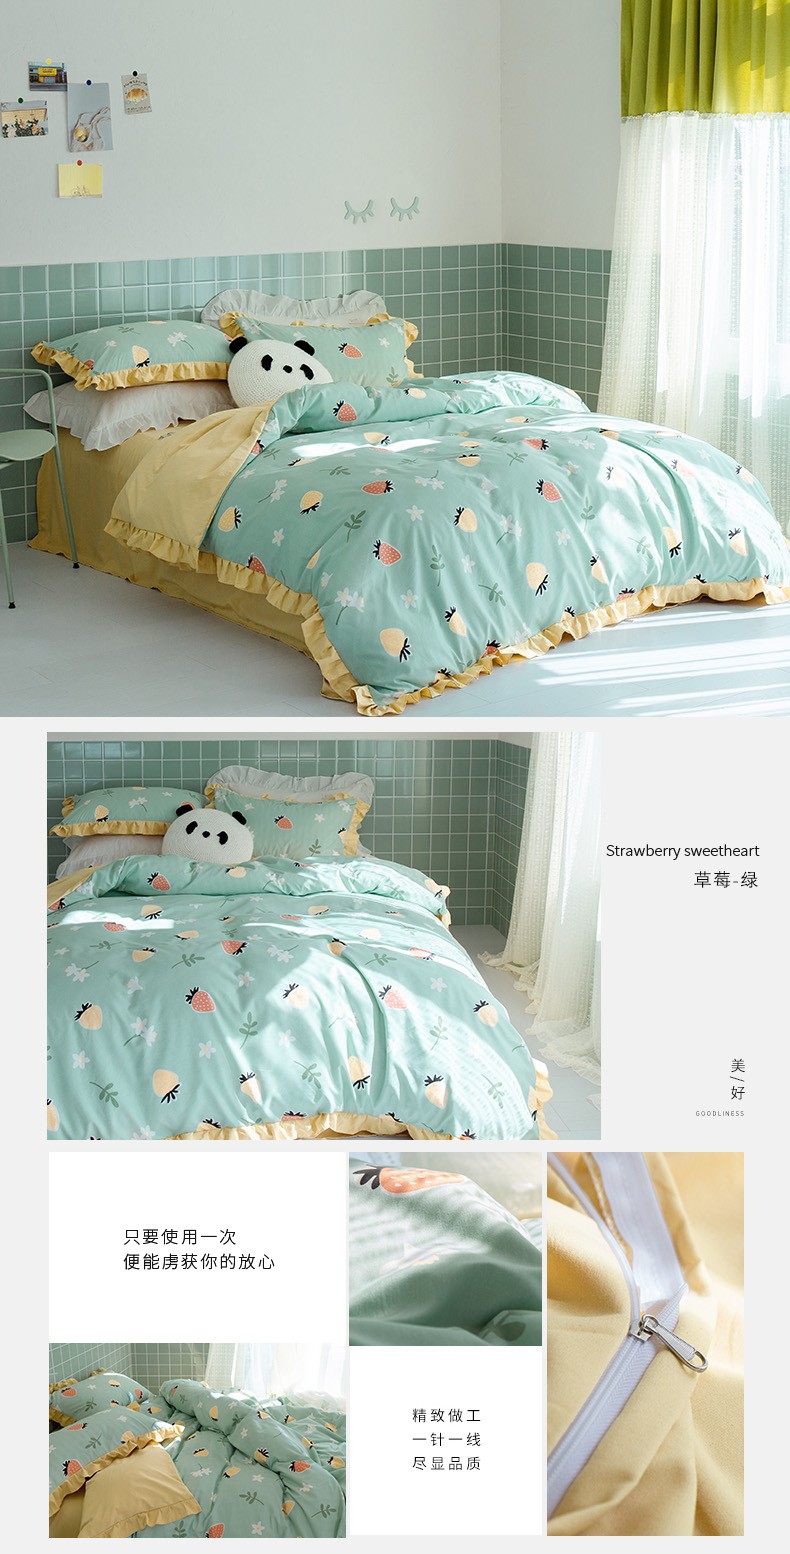 Strawberry sweetheart
草莓-绿
美//好
GOODLINESS
只要使用一次
便能虏获你的放心
精致做工
一针一线
尽显品质